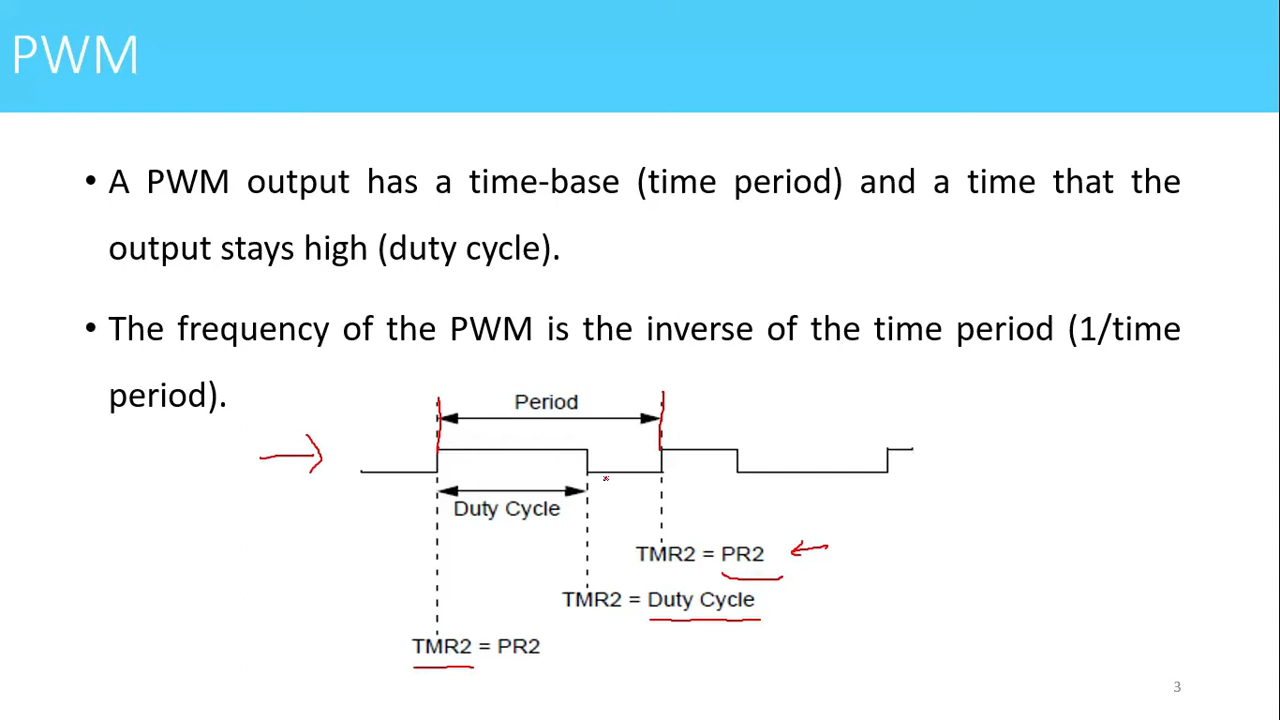 PWM
• A PWM output has a time-base (time period) and a time that the
output stays high (duty cycle).
• The frequency of the PWM is the inverse of the time period (1/time
period).
Period
Duty Cycle
TMR2 = PR2
TMR2 = Duty Cycle
TMR2 = PR2
3